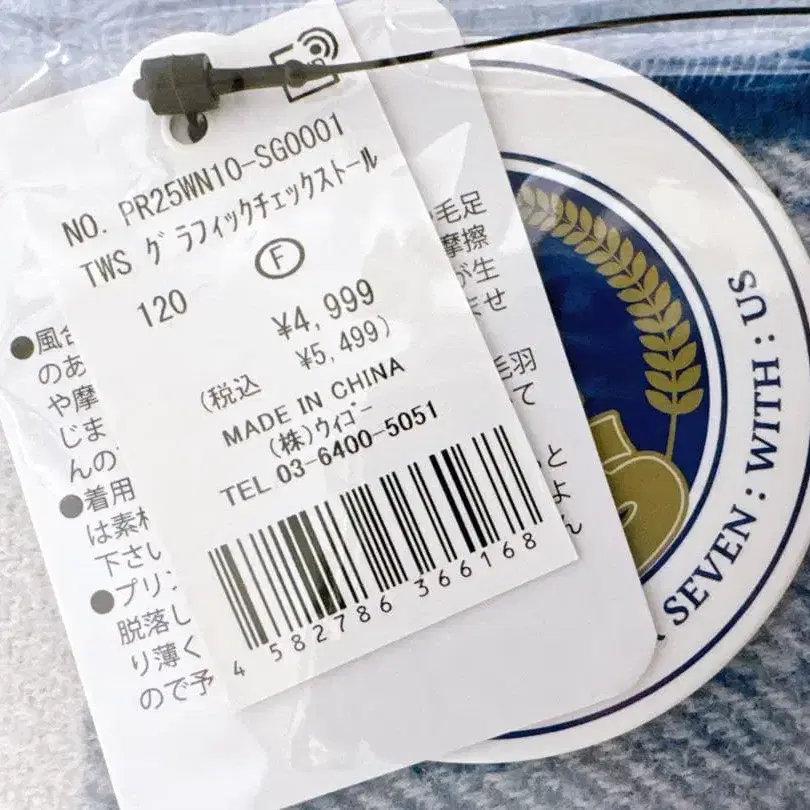 NO. PR25WN10-SG0001
TWS ｸﾞﾗﾌｨｯｸﾁｪｯｸｽﾄｰﾙ
120 Ⓕ
¥4,999
(税込 ¥5,499)
MADE IN CHINA
(株)ｳｨｺﾞｰ
TEL 03-6400-5051
4 582786 366168
●風合
のあ
や摩
じま
んの
●着用
は素材
下さい
●プリン
脱落し
り薄く
ので予
毛足
摩擦
が生
ませ
毛羽
て
と
よ
ん
SEVEN : WITH : US